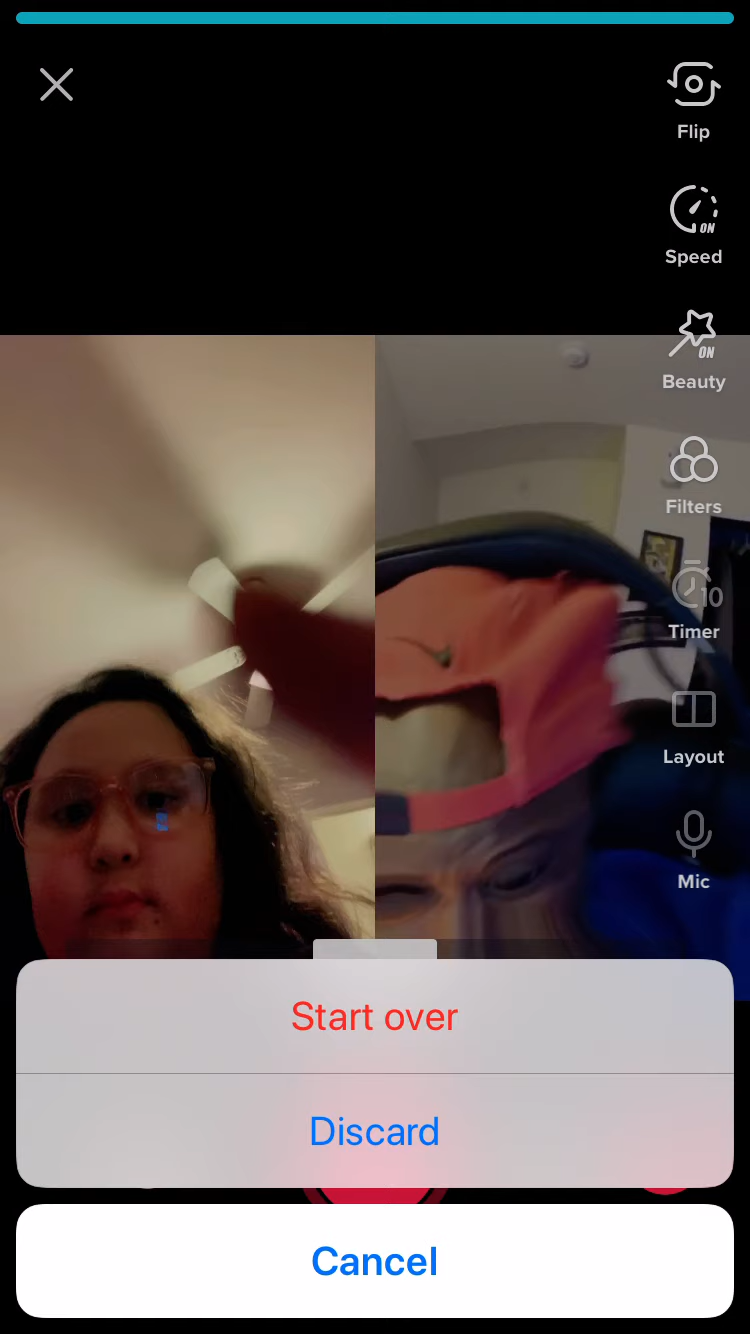 Flip
ON
Speed
ON
Beauty
Filters
10
Timer
Layout
Mic
Start over
Discard
Cancel